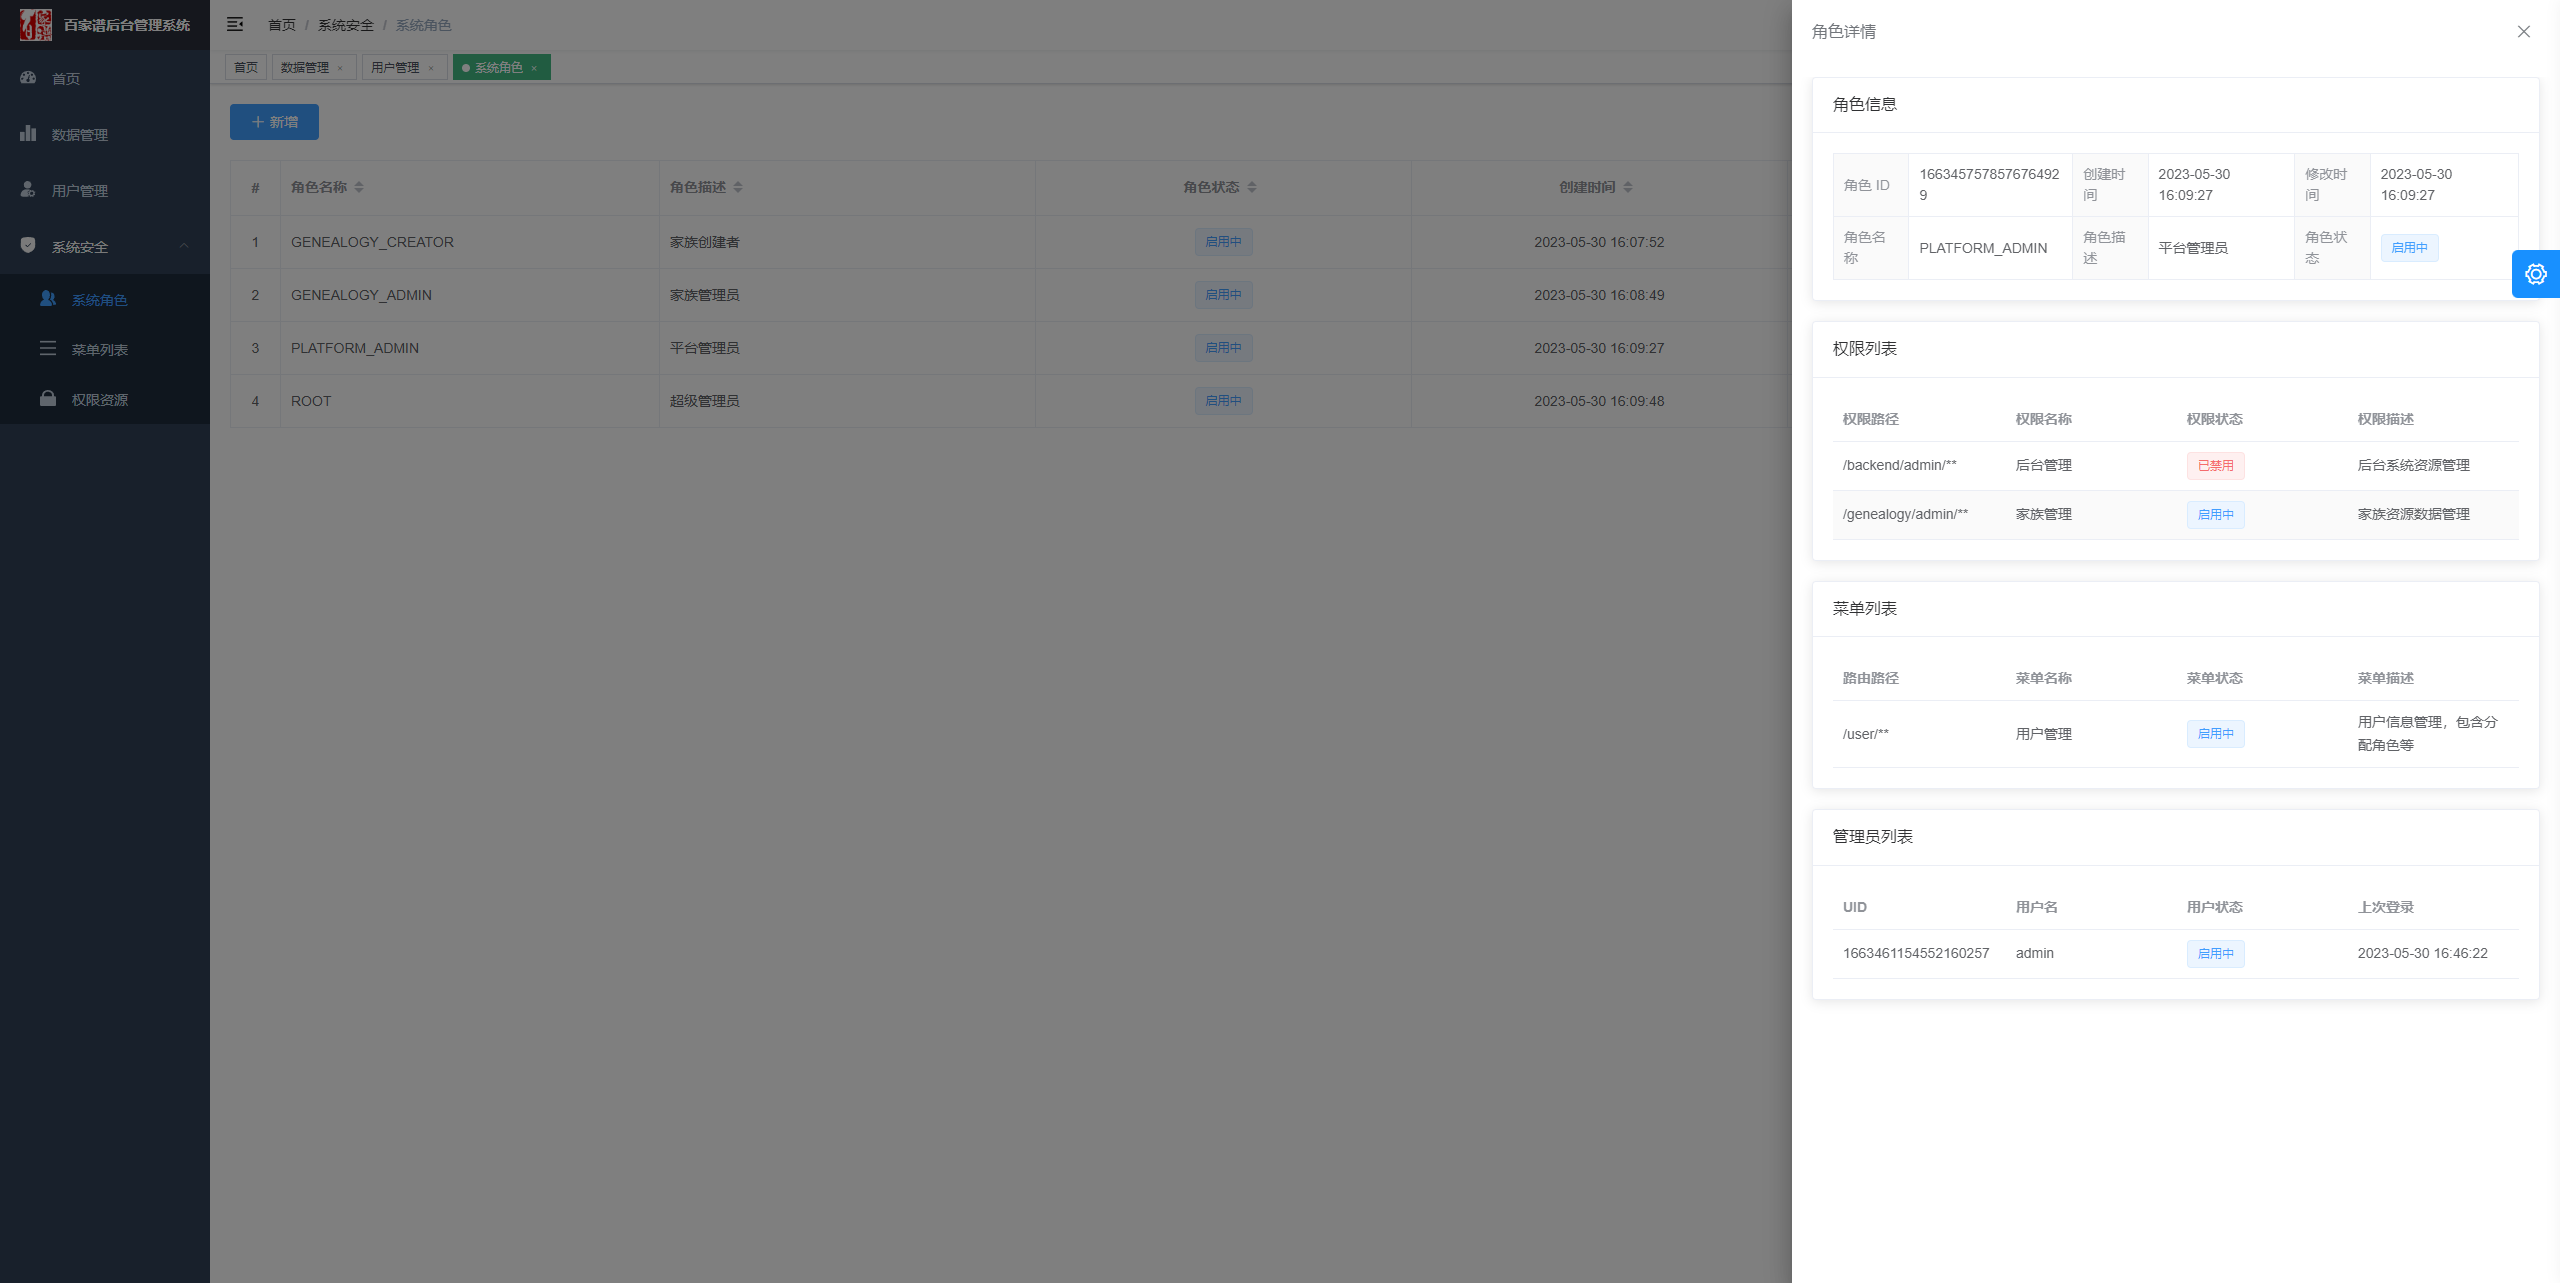 百家谱后台管理系统
首页
数据管理
用户管理
系统安全
系统角色
菜单列表
权限资源
首页 / 系统安全 / 系统角色
首页 数据管理 × 用户管理 × 系统角色 ×
新增
# 角色名称 角色描述 角色状态 创建时间
1 GENEALOGY_CREATOR 家族创建者 启用中 2023-05-30 16:07:52
2 GENEALOGY_ADMIN 家族管理员 启用中 2023-05-30 16:08:49
3 PLATFORM_ADMIN 平台管理员 启用中 2023-05-30 16:09:27
4 ROOT 超级管理员 启用中 2023-05-30 16:09:48
角色详情
角色信息
角色 ID 166345757857676492 创建时 2023-05-30 修改时 2023-05-30
9 间 16:09:27 间 16:09:27
角色名 PLATFORM_ADMIN 角色描 平台管理员 角色状 启用中
称 述 态
权限列表
权限路径 权限名称 权限状态 权限描述
/backend/admin/** 后台管理 已禁用 后台系统资源管理
/genealogy/admin/** 家族管理 启用中 家族资源数据管理
菜单列表
路由路径 菜单名称 菜单状态 菜单描述
/user/** 用户管理 启用中 用户信息管理，包含分
配角色等
管理员列表
UID 用户名 用户状态 上次登录
1663461154552160257 admin 启用中 2023-05-30 16:46:22